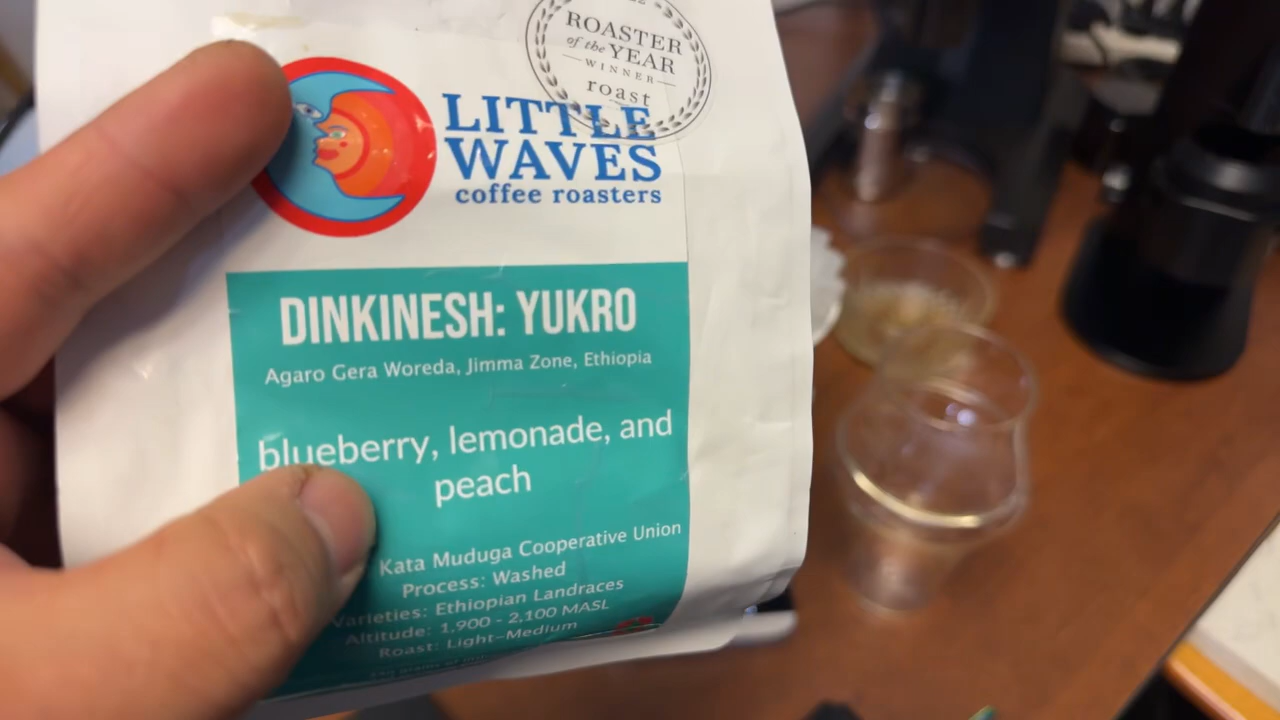 ROASTER
of the YEAR
WINNER
roast
LITTLE
WAVES
coffee roasters
DINKINESH: YUKRO
Agaro Gera Woreda, Jimma Zone, Ethiopia
blueberry, lemonade, and
peach
Kata Muduga Cooperative Union
Process: Washed
Varieties: Ethiopian Landraces
Altitude: 1,900 - 2,100 MASL
Roast: Light-Medium